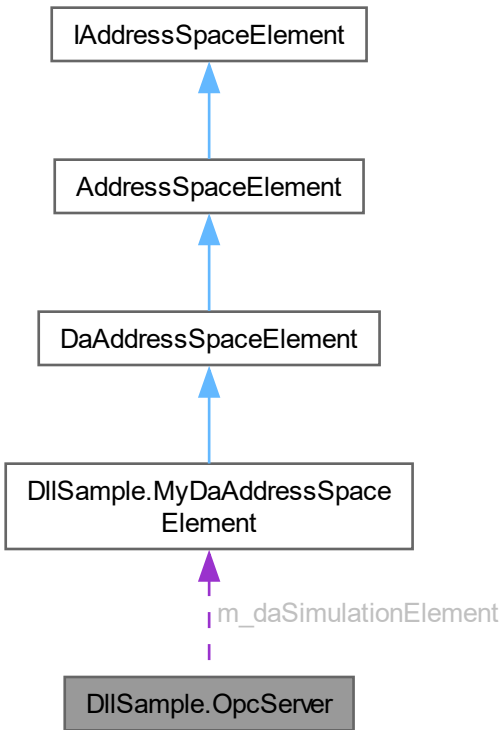 IAddressSpaceElement
AddressSpaceElement
DaAddressSpaceElement
DllSample.MyDaAddressSpace
Element
m_daSimulationElement
DllSample.OpcServer